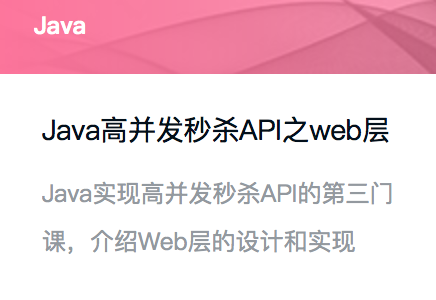 Java
Java高并发秒杀API之web层
Java实现高并发秒杀API的第三门
课，介绍Web层的设计和实现